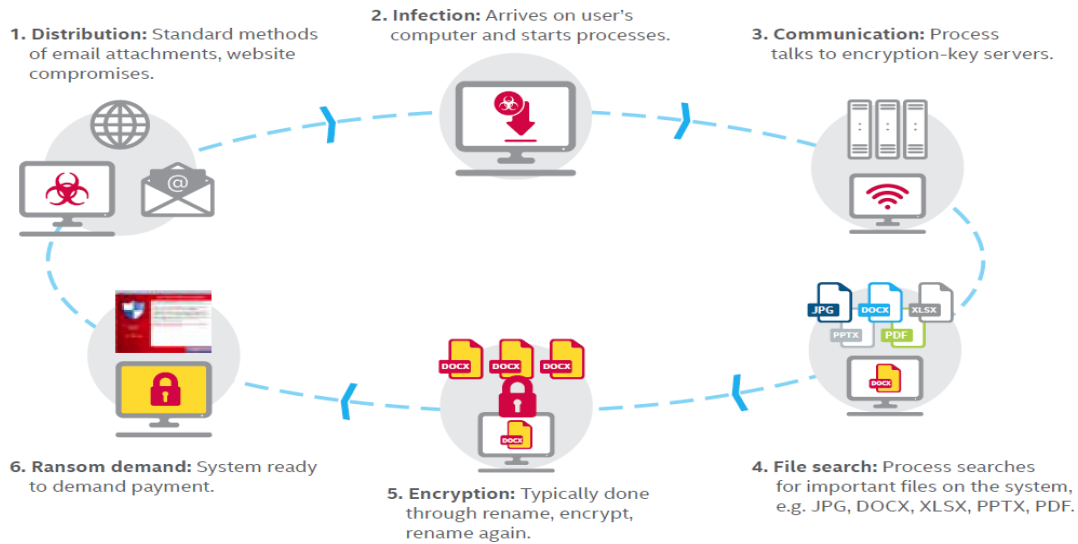 1. Distribution: Standard methods
of email attachments, website
compromises.
2. Infection: Arrives on user's
computer and starts processes.
3. Communication: Process
talks to encryption-key servers.
@
JPG
DOCX
XLSX
PPTX
PDF
DOCX
4. File search: Process searches
for important files on the system,
e.g. JPG, DOCX, XLSX, PPTX, PDF.
DOCX
DOCX
DOCX
DOCX
5. Encryption: Typically done
through rename, encrypt,
rename again.
6. Ransom demand: System ready
to demand payment.